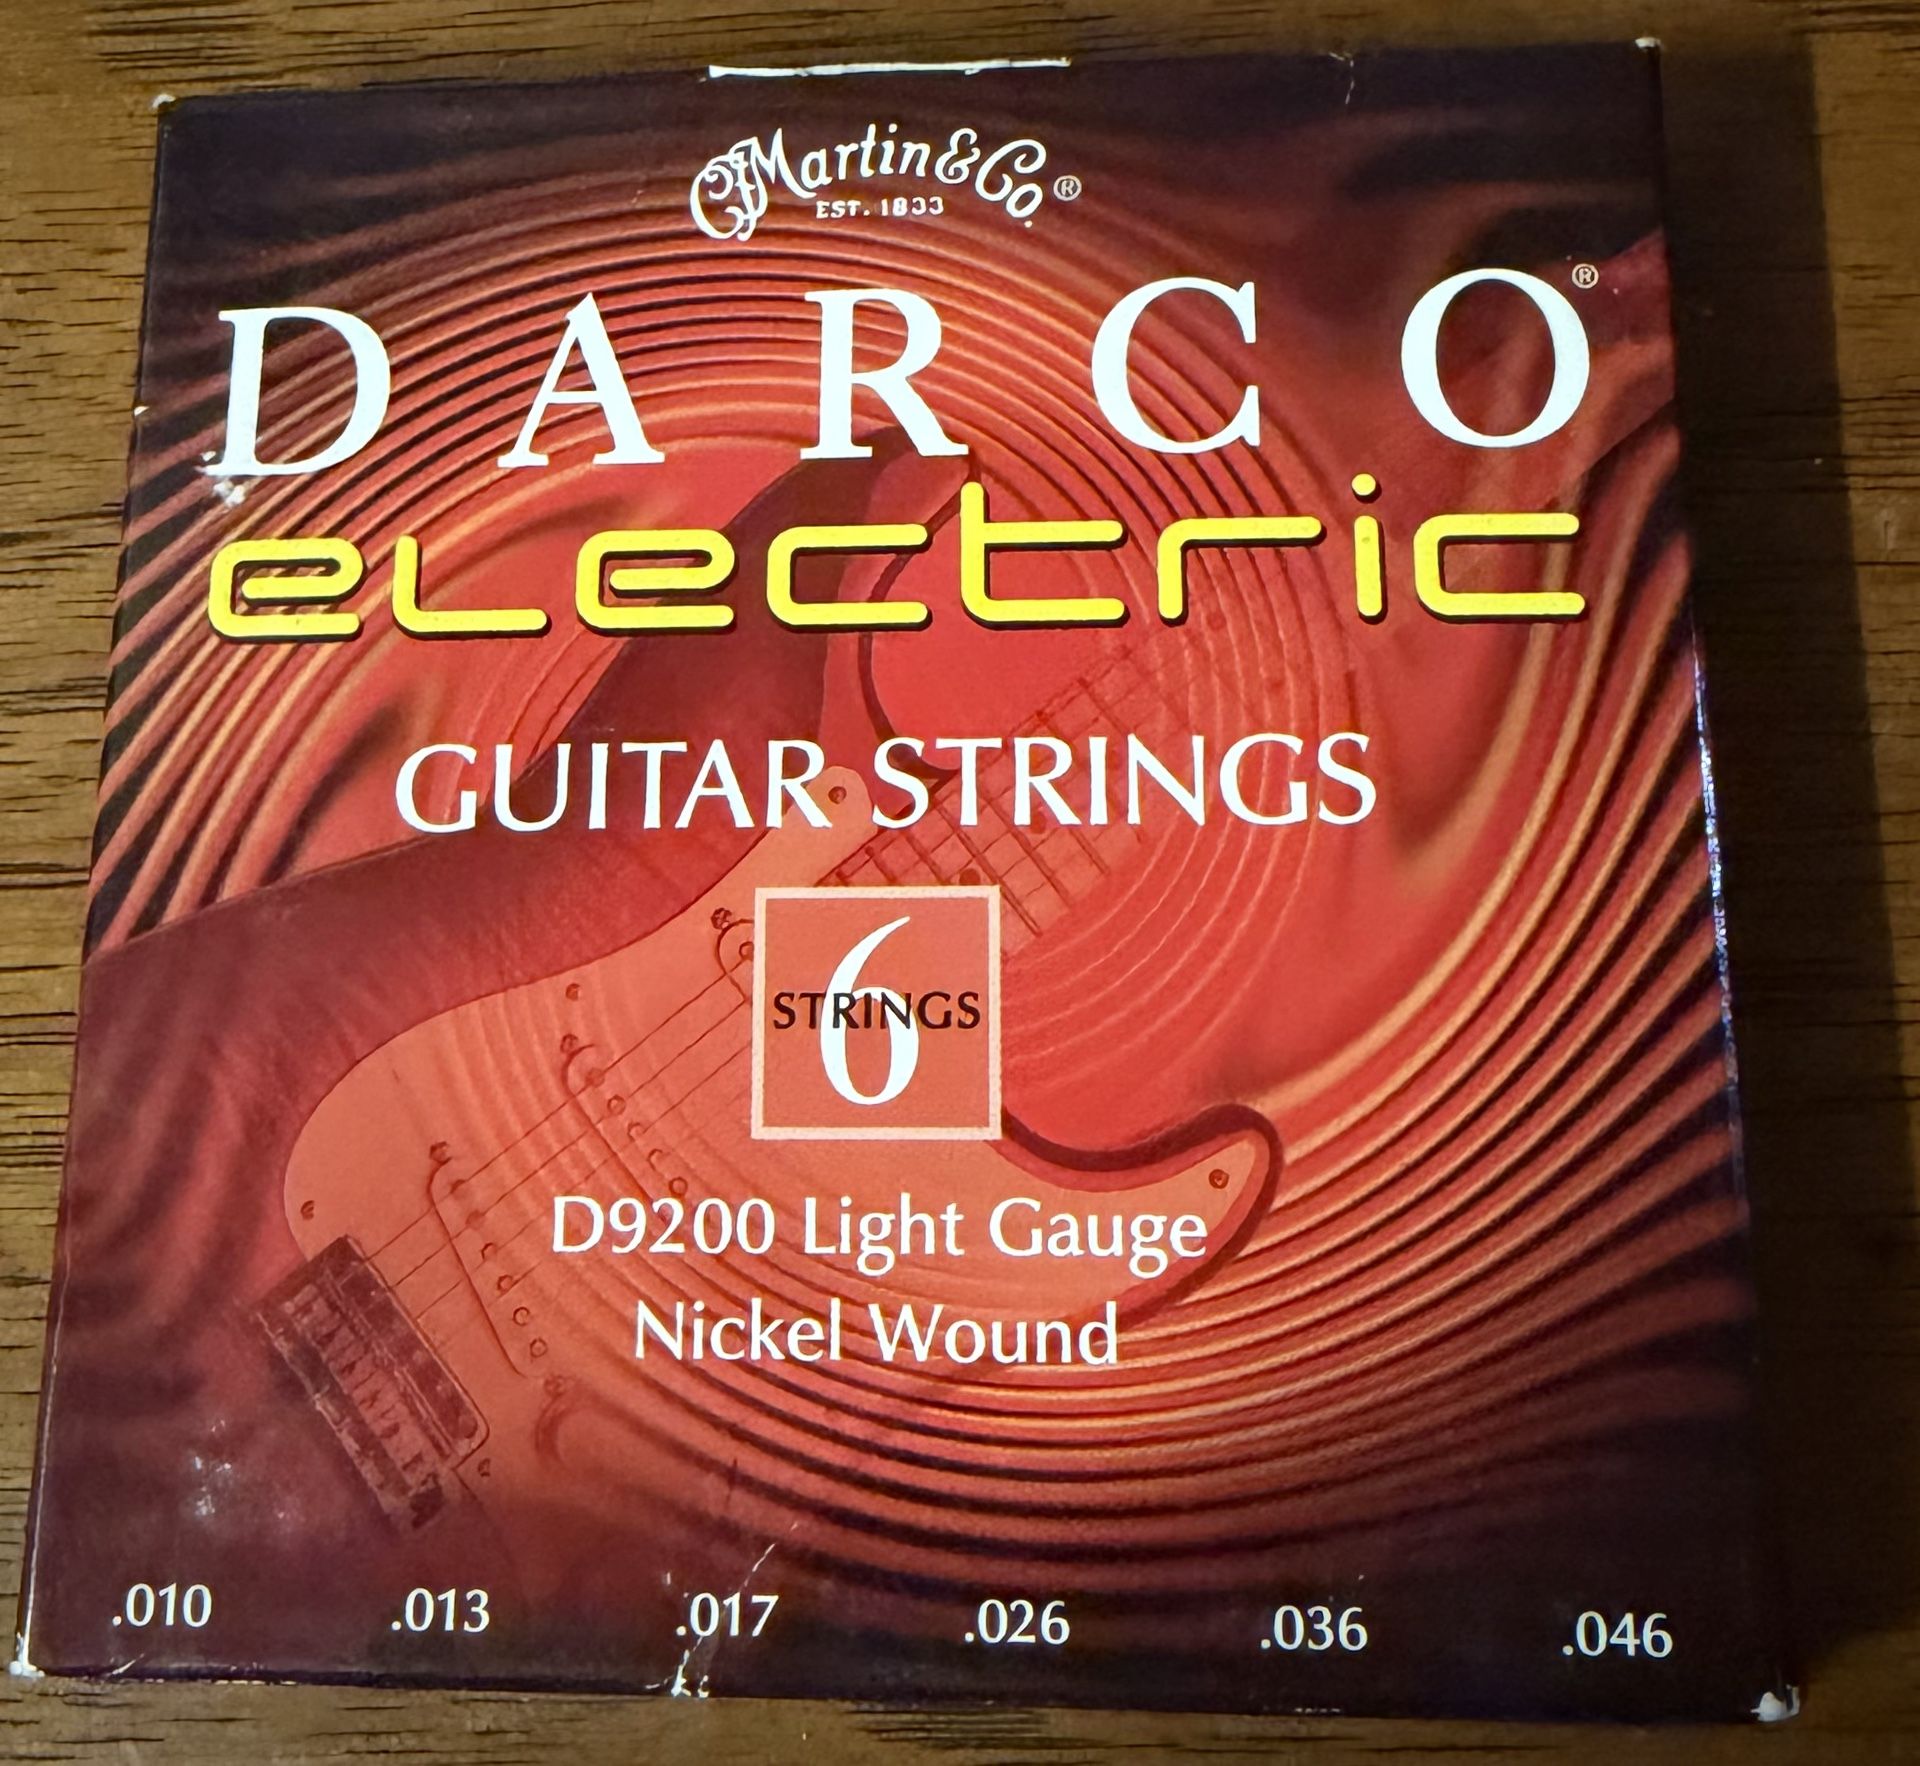 CFMartin & Co.®
EST. 1833
DARCO®
electric
GUITAR STRINGS
6
STRINGS
D9200 Light Gauge
Nickel Wound
.010 .013 .017 .026 .036 .046